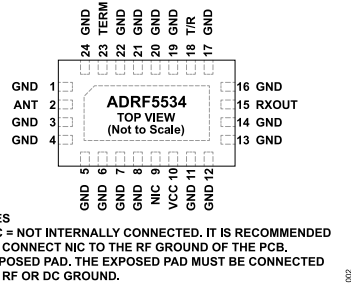 24 GND
23 TERM
22 GND
21 GND
20 GND
19 GND
18 T/R
17 GND
GND 1
ANT 2
GND 3
GND 4
ADRF5534
TOP VIEW
(Not to Scale)
16 GND
15 RXOUT
14 GND
13 GND
GND 5
GND 6
GND 7
GND 8
NIC 9
VCC 10
GND 11
GND 12
= NOT INTERNALLY CONNECTED. IT IS RECOMMENDED
CONNECT NIC TO THE RF GROUND OF THE PCB.
POSED PAD. THE EXPOSED PAD MUST BE CONNECTED
RF OR DC GROUND.
002